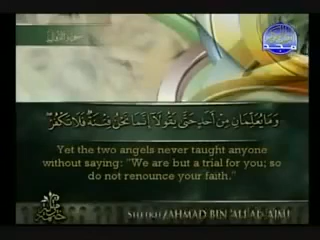 وَمَا يُعَلِّمَانِ مِنْ أَحَدٍ حَتَّىٰ يَقُولَا إِنَّمَا نَحْنُ فِتْنَةٌ فَلَا تَكْفُرْ
Yet the two angels never taught anyone
without saying: "We are but a trial for you; so
do not renounce your faith."
SHEIKH / AHMAD BIN 'ALI AL-'AJMI